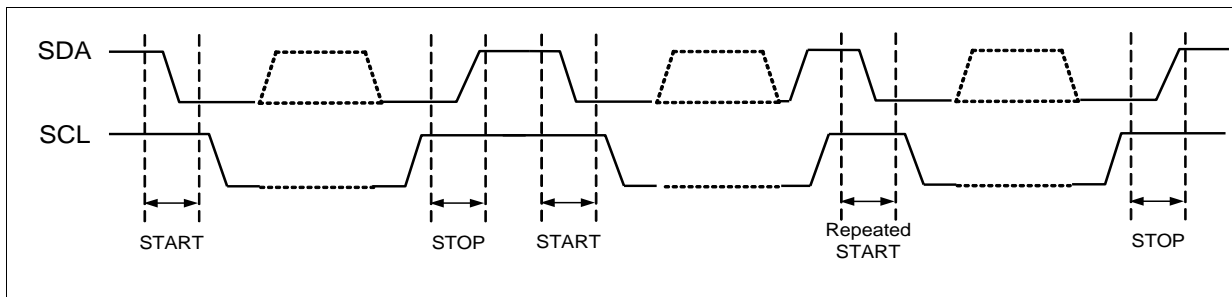 SDA
SCL
START
STOP
START
Repeated
START
STOP